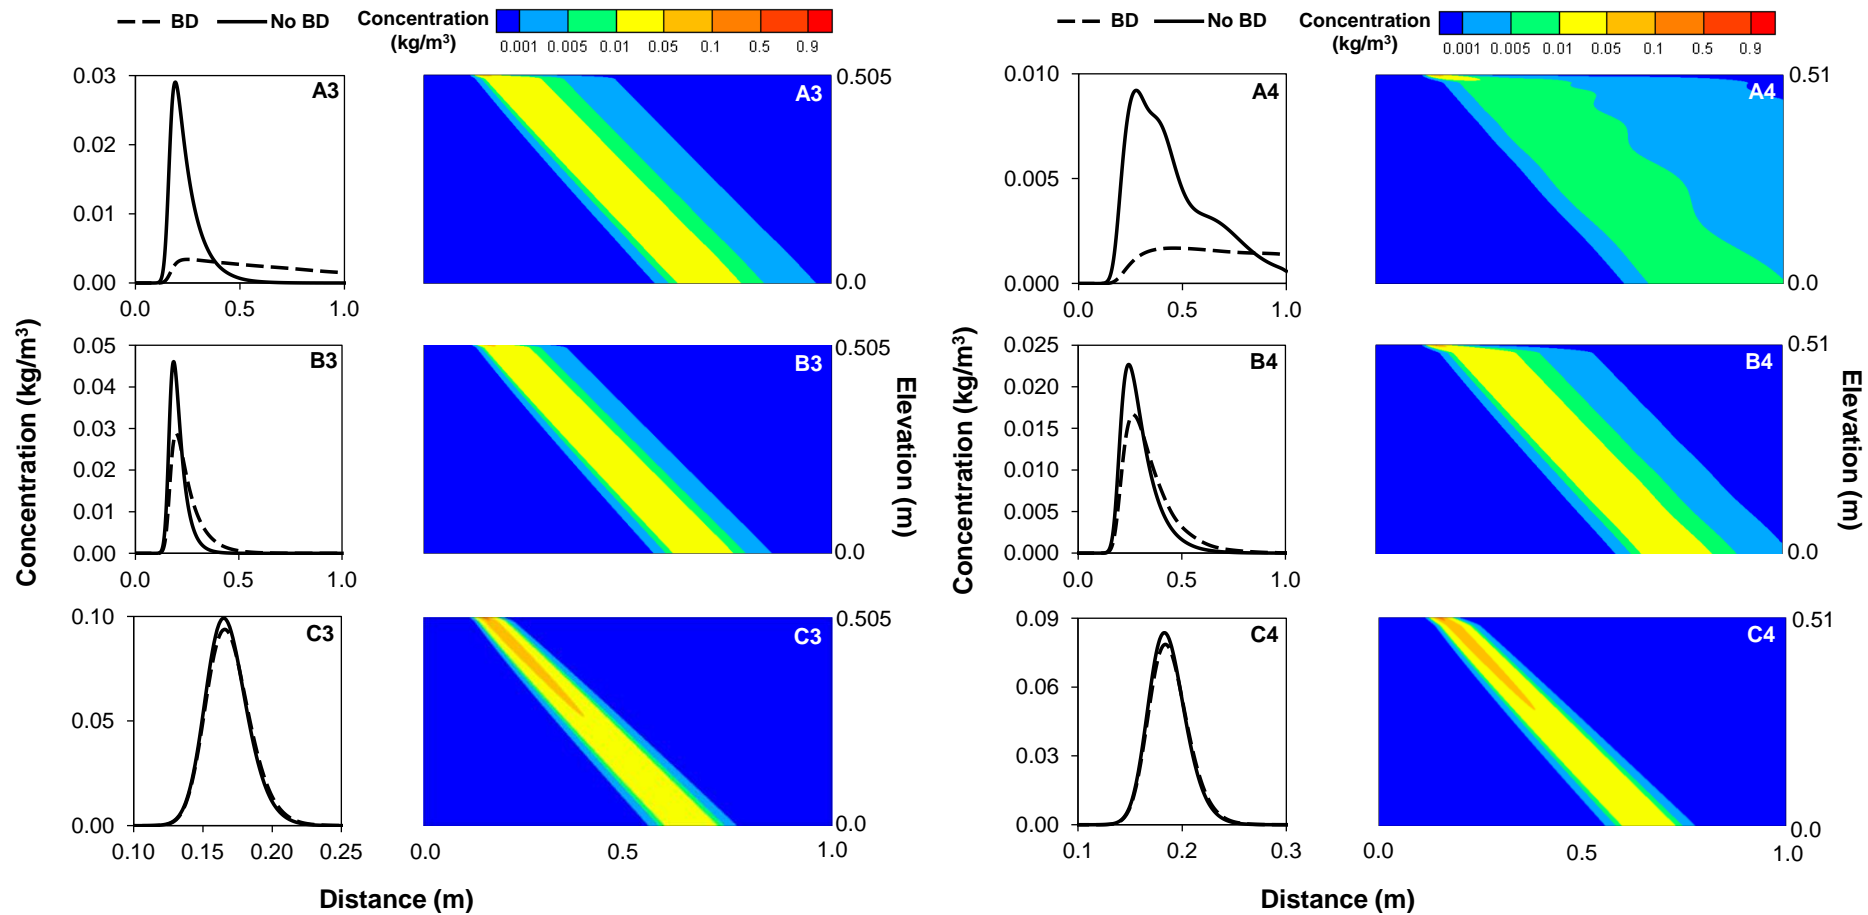 BD No BD Concentration (kg/m³) 0.001 0.005 0.01 0.05 0.1 0.5 0.9
0.03 0.02 0.01 0.00
A3
0.0 0.5 1.0
A3
0.505
0.0
0.05 0.04 0.03 0.02 0.01 0.00
B3
0.0 0.5 1.0
B3
0.505
0.0
0.10 0.05 0.00
C3
0.10 0.15 0.20 0.25
C3
0.505
0.0
0.0 0.5 1.0
Concentration (kg/m³)
Elevation (m)
Distance (m)
BD No BD Concentration (kg/m³) 0.001 0.005 0.01 0.05 0.1 0.5 0.9
0.010 0.005 0.000
A4
0.0 0.5 1.0
A4
0.51
0.0
0.025 0.020 0.015 0.010 0.005 0.000
B4
0.0 0.5 1.0
B4
0.51
0.0
0.09 0.06 0.03 0.00
C4
0.1 0.2 0.3
C4
0.51
0.0
0.0 0.5 1.0
Concentration (kg/m³)
Elevation (m)
Distance (m)